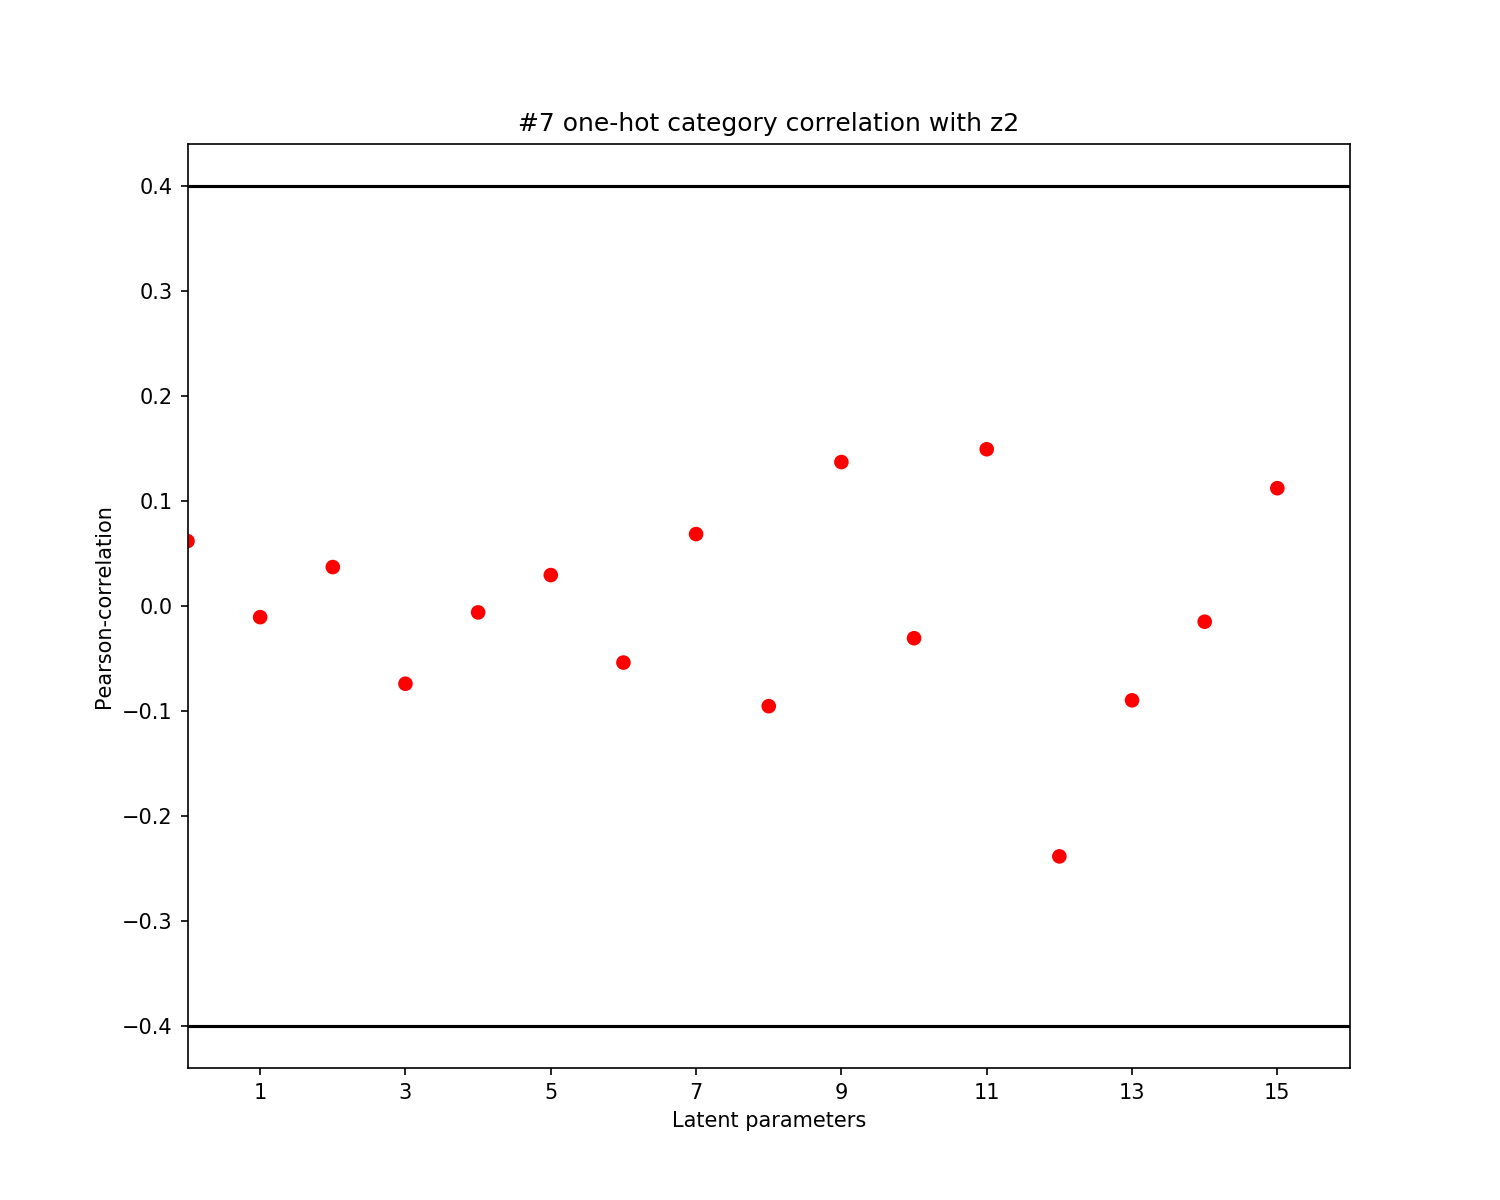 #7 one-hot category correlation with z2
0.4
0.3
0.2
0.1
0.0
−0.1
−0.2
−0.3
−0.4
Pearson-correlation
1 3 5 7 9 11 13 15
Latent parameters